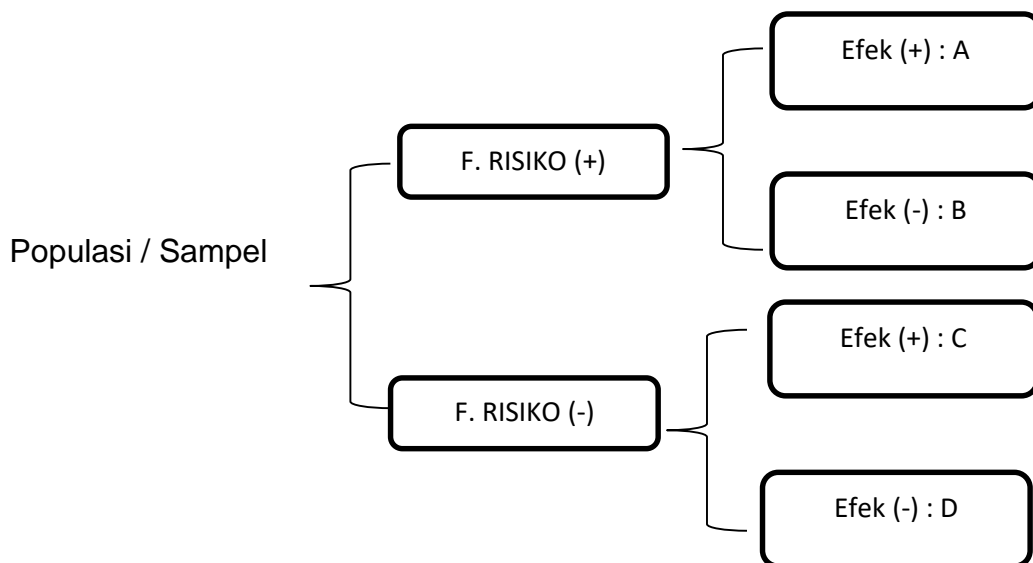 Efek (+) : A
F. RISIKO (+)
Efek (-) : B
Populasi / Sampel
Efek (+) : C
F. RISIKO (-)
Efek (-) : D